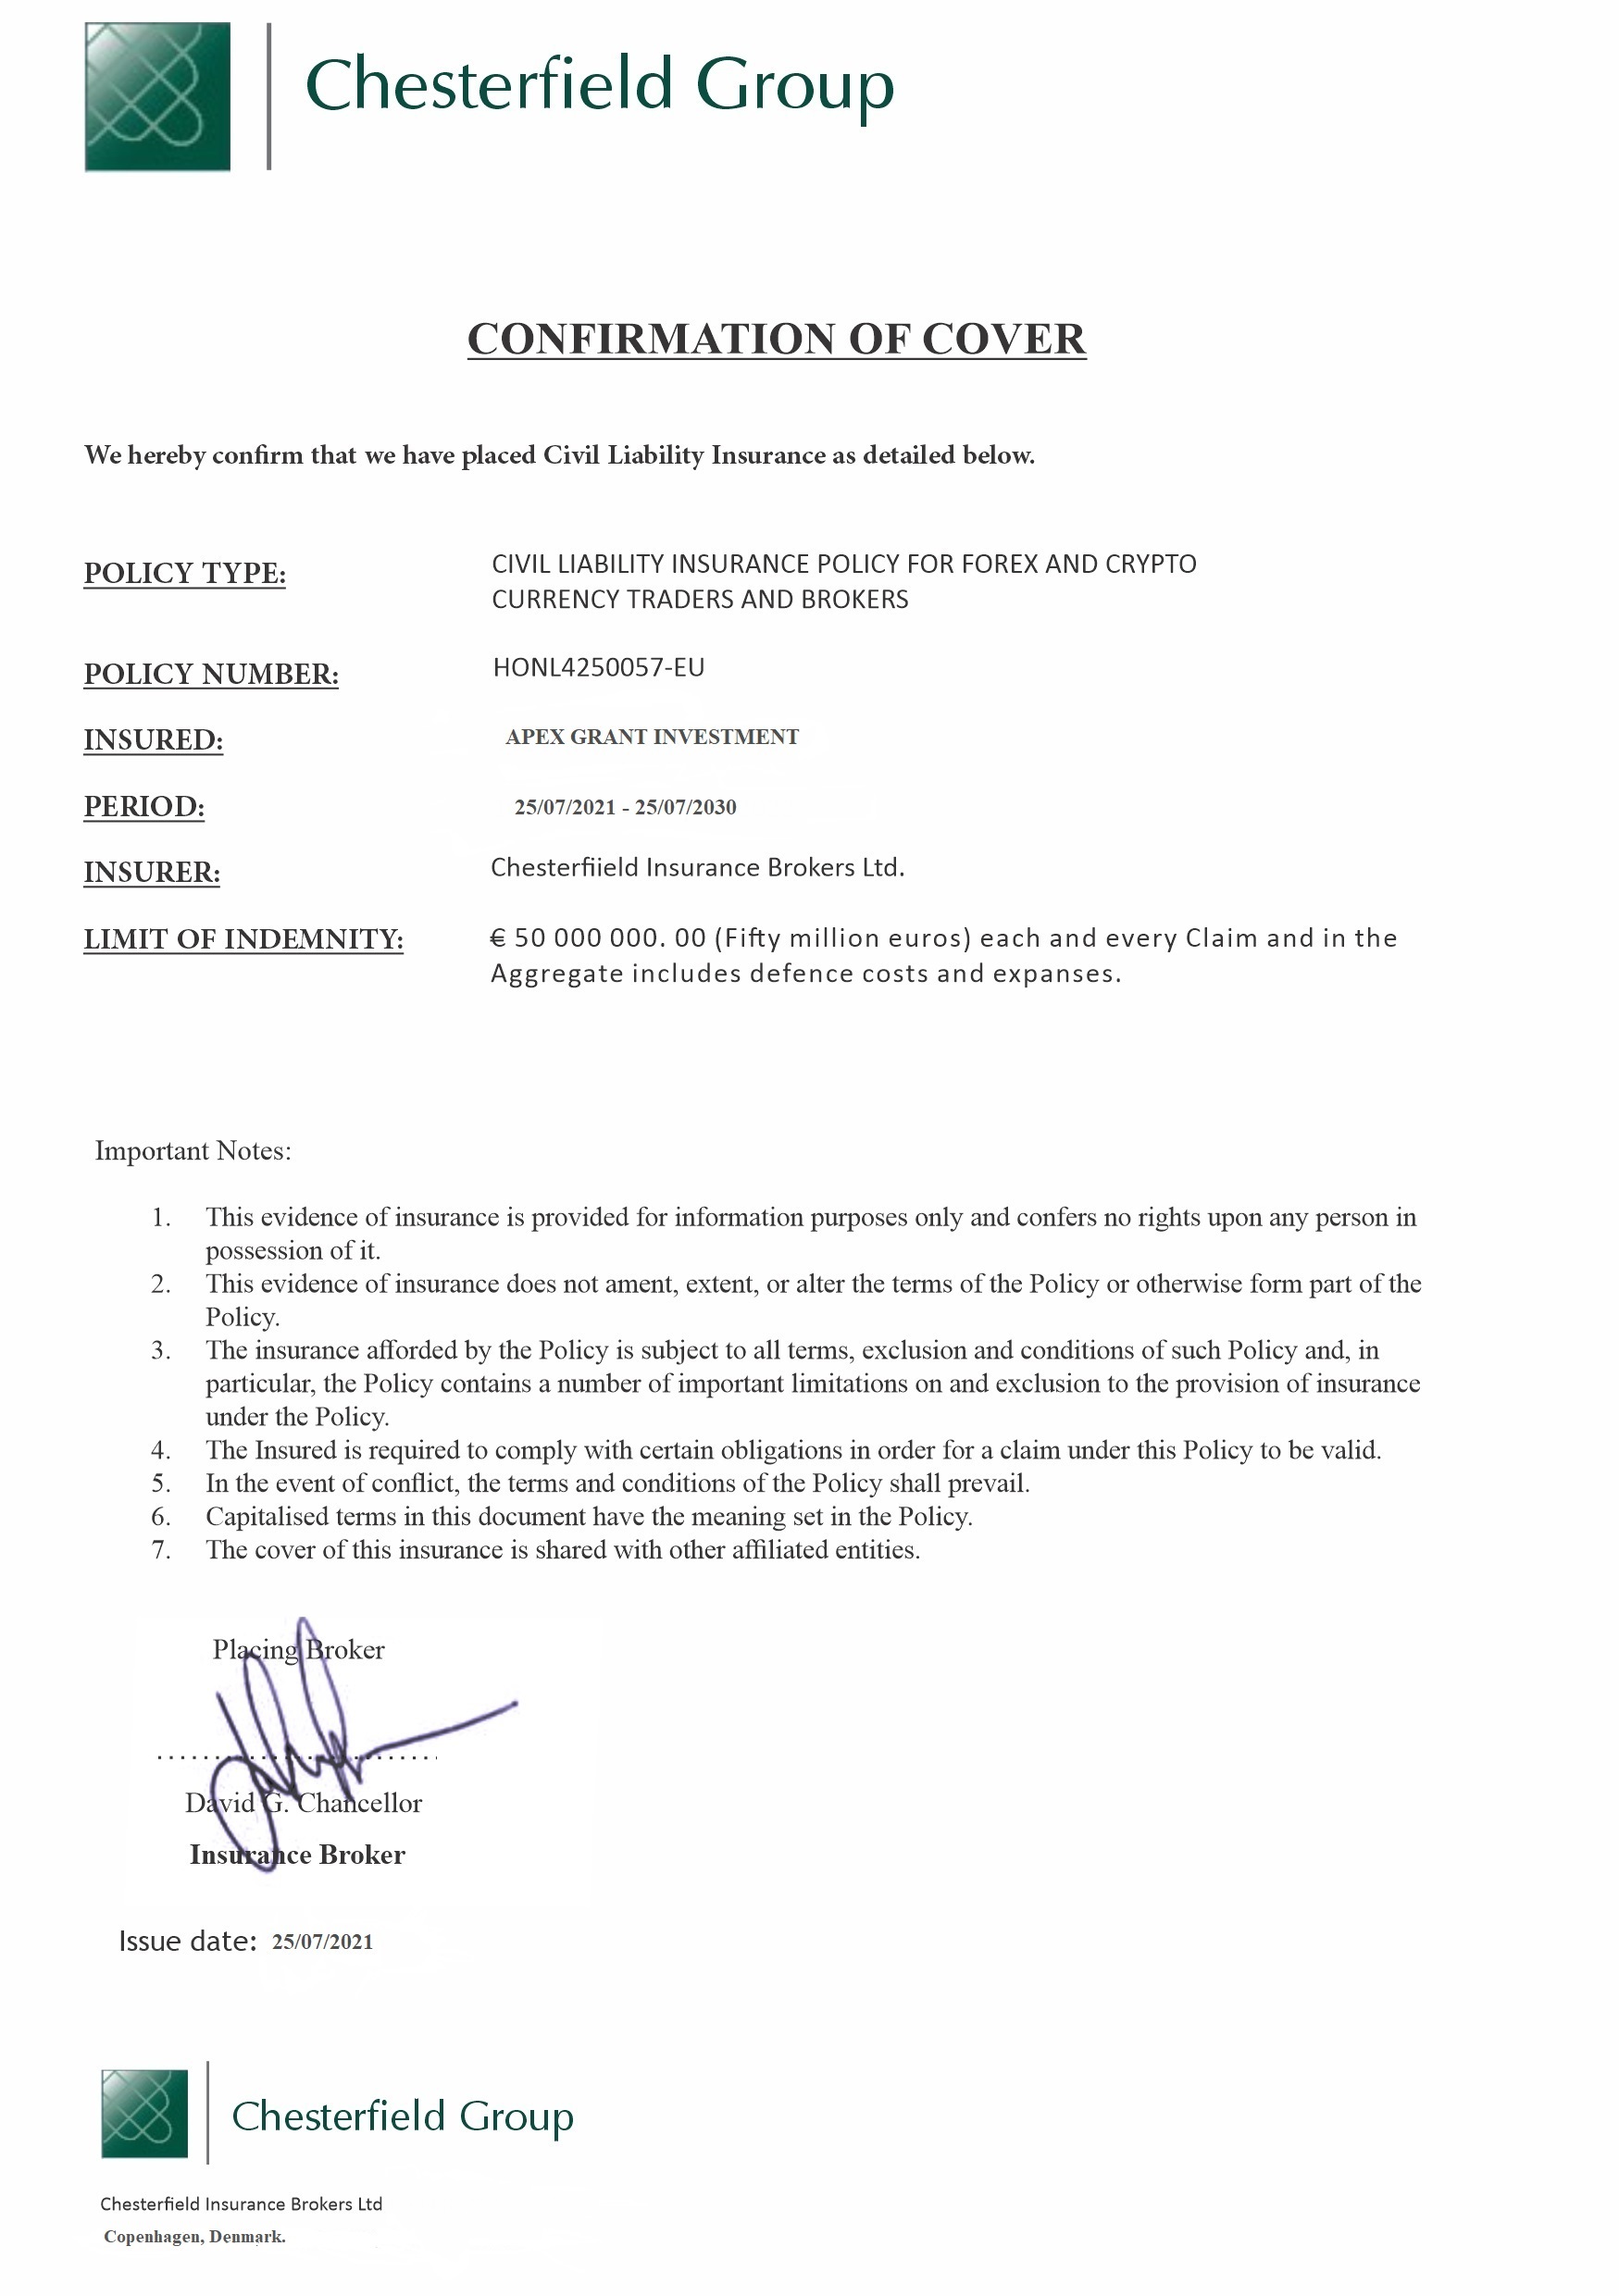 Chesterfield Group
CONFIRMATION OF COVER
We hereby confirm that we have placed Civil Liability Insurance as detailed below.
POLICY TYPE:
CIVIL LIABILITY INSURANCE POLICY FOR FOREX AND CRYPTO
CURRENCY TRADERS AND BROKERS
POLICY NUMBER:
HONL4250057-EU
INSURED:
APEX GRANT INVESTMENT
PERIOD:
25/07/2021 - 25/07/2030
INSURER:
Chesterfiield Insurance Brokers Ltd.
LIMIT OF INDEMNITY:
€ 50 000 000. 00 (Fifty million euros) each and every Claim and in the
Aggregate includes defence costs and expanses.
Important Notes:
1. This evidence of insurance is provided for information purposes only and confers no rights upon any person in
possession of it.
2. This evidence of insurance does not ament, extent, or alter the terms of the Policy or otherwise form part of the
Policy.
3. The insurance afforded by the Policy is subject to all terms, exclusion and conditions of such Policy and, in
particular, the Policy contains a number of important limitations on and exclusion to the provision of insurance
under the Policy.
4. The Insured is required to comply with certain obligations in order for a claim under this Policy to be valid.
5. In the event of conflict, the terms and conditions of the Policy shall prevail.
6. Capitalised terms in this document have the meaning set in the Policy.
7. The cover of this insurance is shared with other affiliated entities.
Placing Broker
David G. Chancellor
Insurance Broker
Issue date: 25/07/2021
Chesterfield Group
Chesterfield Insurance Brokers Ltd
Copenhagen, Denmark.